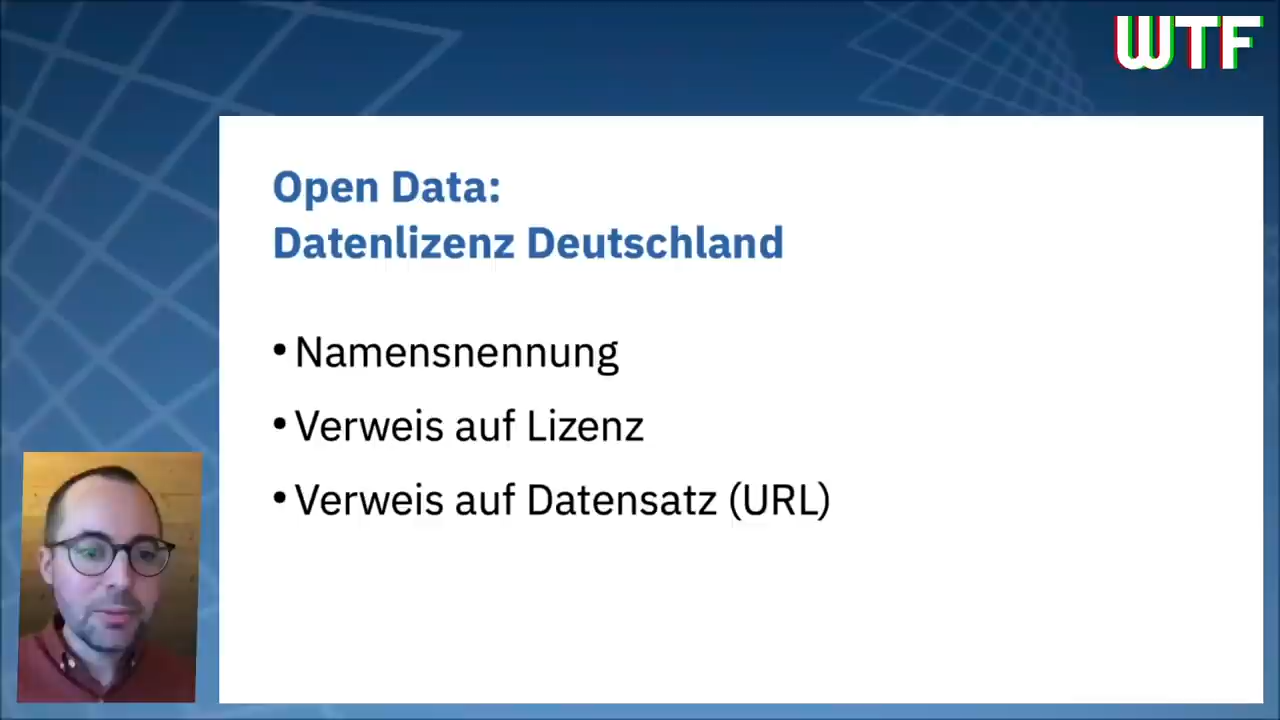 WTF
Open Data:
Datenlizenz Deutschland
• Namensnennung
• Verweis auf Lizenz
• Verweis auf Datensatz (URL)